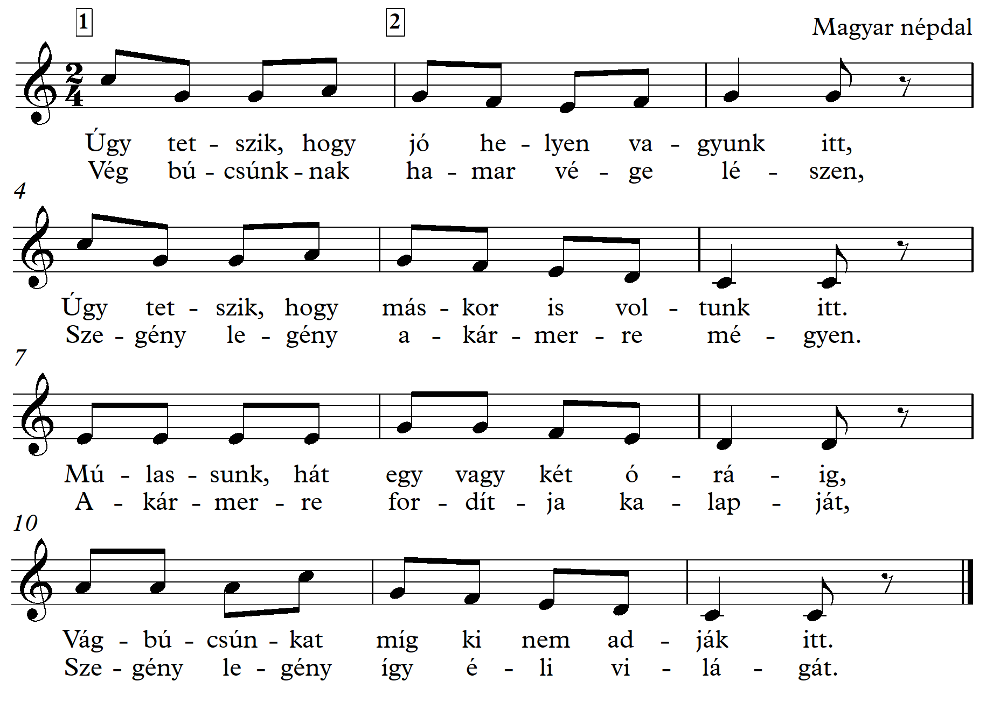 1 2 Magyar népdal
2
4
Úgy tet - szik, hogy jó he - lyen va - gyunk itt,
Vég bú - csúnk - nak ha - mar vé - ge lé - szen,
4
Úgy tet - szik, hogy más - kor is vol - tunk itt.
Sze - gény le - gény a - kár - mer - re mé - gyen.
7
Mú - las - sunk, hát egy vagy két ó - rá - ig,
A - kár - mer - re for - dít - ja ka - lap - ját,
10
Vág - bú - csún - kat míg ki nem ad - ják itt.
Sze - gény le - gény így é - li vi - lá - gát.